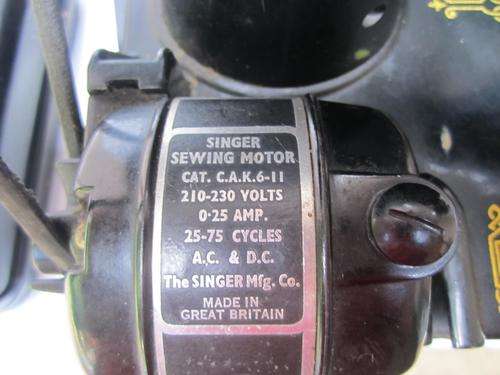 SINGER
SEWING MOTOR
CAT. C.A.K.6-11
210-230 VOLTS
0·25 AMP.
25-75 CYCLES
A.C. & D.C.
The SINGER Mfg. Co.
MADE IN
GREAT BRITAIN